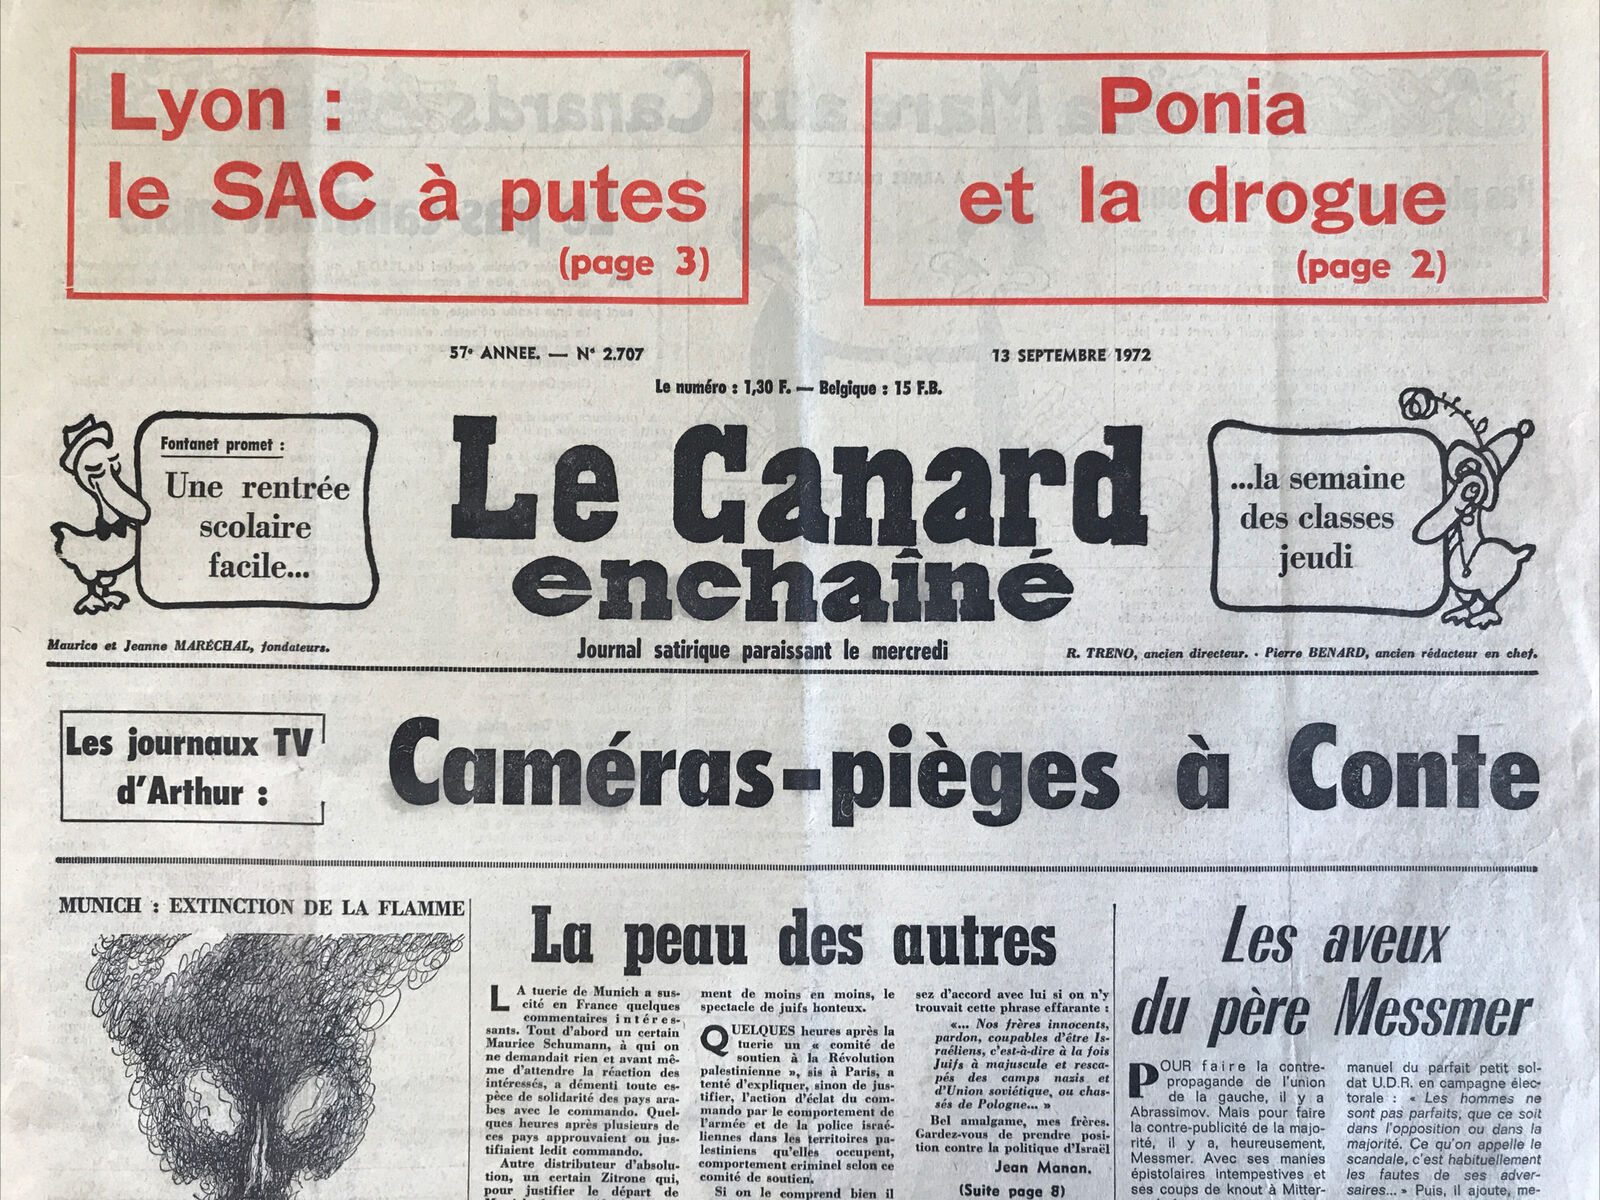 Lyon :
le SAC à putes
(page 3)
Ponia
et la drogue
(page 2)
57e ANNEE. — N° 2.707
13 SEPTEMBRE 1972
Le numéro : 1,30 F. — Belgique : 15 F.B.
Fontanet promet :
Une rentrée
scolaire
facile...
Le Canard
enchaîné
...la semaine
des classes
jeudi
Maurice et Jeanne MARÉCHAL, fondateurs.
Journal satirique paraissant le mercredi
R. TRENO, ancien directeur. - Pierre BENARD, ancien rédacteur en chef.
Les journaux TV
d'Arthur :
Caméras-pièges à Conte
MUNICH : EXTINCTION DE LA FLAMME
La peau des autres
LA tuerie de Munich a sus-
cité en France quelques
commentaires intéres-
sants. Tout d'abord un certain
Maurice Schumann, à qui on
ne demandait rien et avant mê-
me d'attendre la réaction des
intéressés, a démenti toute es-
pèce de solidarité des pays ara-
bes avec le commando. Quel-
ques heures après plusieurs de
ces pays approuvaient ou jus-
tifiaient ledit commando.
Autre distributeur d'absolu-
tion, un certain Zitrone qui,
pour justifier le départ de
ment de moins en moins, le
spectacle de juifs honteux.
QUELQUES heures après la
tuerie un « comité de
soutien à la Révolution
palestinienne », sis à Paris, a
tenté d'expliquer, sinon de jus-
tifier, l'action d'éclat du com-
mando par le comportement de
l'armée et de la police israé-
liennes dans les territoires pa-
lestiniens qu'elles occupent,
comportement criminel selon ce
comité de soutien.
Si on le comprend bien il
sez d'accord avec lui si on n'y
trouvait cette phrase effarante :
«... Nos frères innocents,
pardon, coupables d'être Is-
raéliens, c'est-à-dire à la fois
Juifs à majuscule et resca-
pés des camps nazis et
d'Union soviétique, ou chas-
sés de Pologne... »
Bel amalgame, mes frères.
Gardez-vous de prendre posi-
tion contre la politique d'Israël
Jean Manan.
(Suite page 8)
Les aveux
du père Messmer
POUR faire la contre-
propagande de l'union
de la gauche, il y a
Abrassimov. Mais pour faire
la contre-publicité de la majo-
rité, il y a, heureusement,
Messmer. Avec ses manies
épistolaires intempestives et
ses coups de knout à Mitter-
manuel du parfait petit sol-
dat U.D.R. en campagne élec-
torale : « Les hommes ne
sont pas parfaits, que ce soit
dans l'opposition ou dans la
majorité. Ce qu'on appelle le
scandale, c'est habituellement
les fautes de ses adver-
saires... » Puis, il ajoute, me-